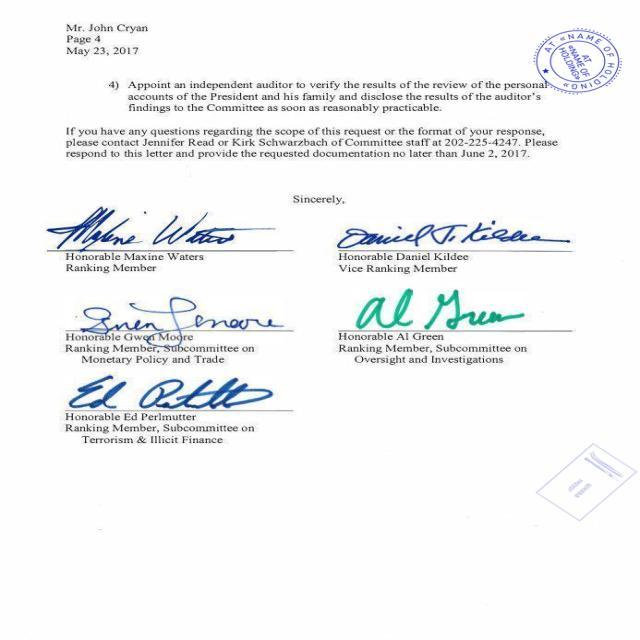 Mr. John Cryan
Page 4
May 23, 2017
AT «NAME OF HOLDING»
AT
«NAME OF
HOLDING»
4) Appoint an independent auditor to verify the results of the review of the personal
accounts of the President and his family and disclose the results of the auditor's
findings to the Committee as soon as reasonably practicable.
If you have any questions regarding the scope of this request or the format of your response,
please contact Jennifer Read or Kirk Schwarzbach of Committee staff at 202-225-4247. Please
respond to this letter and provide the requested documentation no later than June 2, 2017.
Sincerely,
Maxine Waters
Honorable Maxine Waters
Ranking Member
Daniel T. Kildee
Honorable Daniel Kildee
Vice Ranking Member
Gwen Moore
Honorable Gwen Moore
Ranking Member, Subcommittee on
Monetary Policy and Trade
Al Green
Honorable Al Green
Ranking Member, Subcommittee on
Oversight and Investigations
Ed Perlmutter
Honorable Ed Perlmutter
Ranking Member, Subcommittee on
Terrorism & Illicit Finance